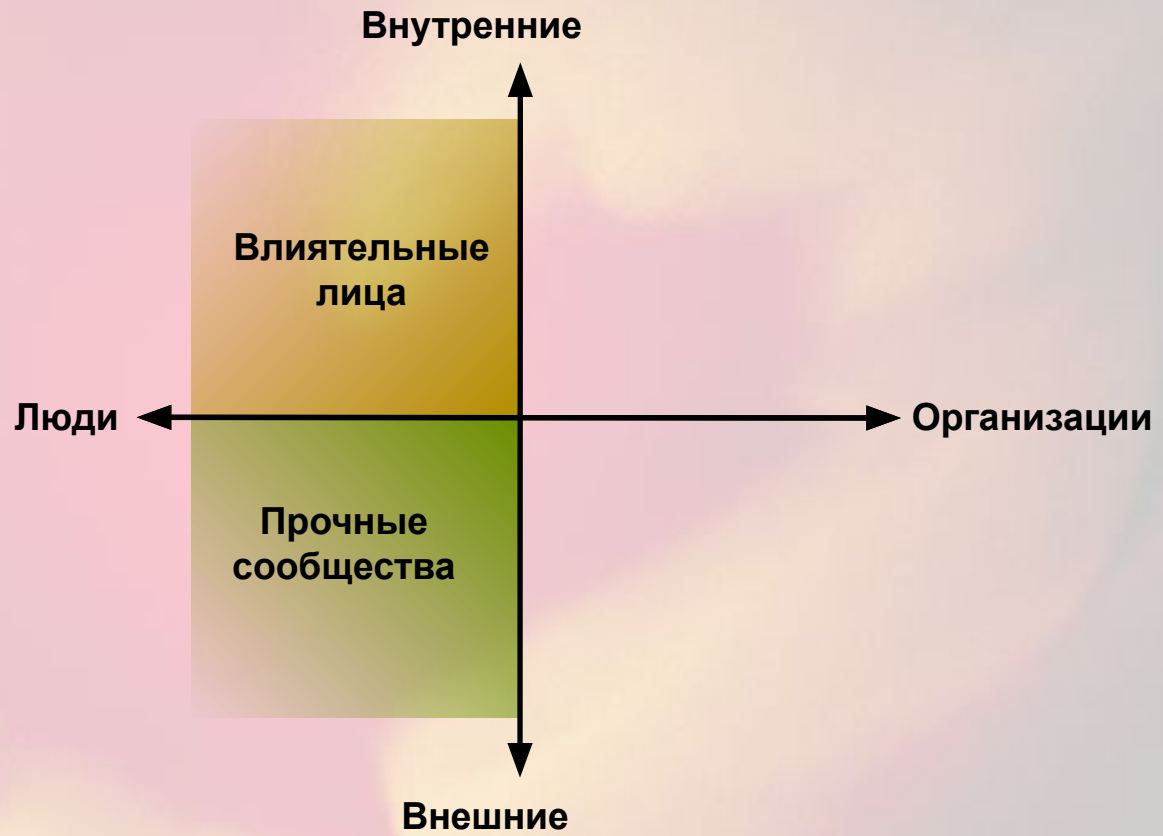 Внутренние
Влиятельные
лица
Люди
Организации
Прочные
сообщества
Внешние